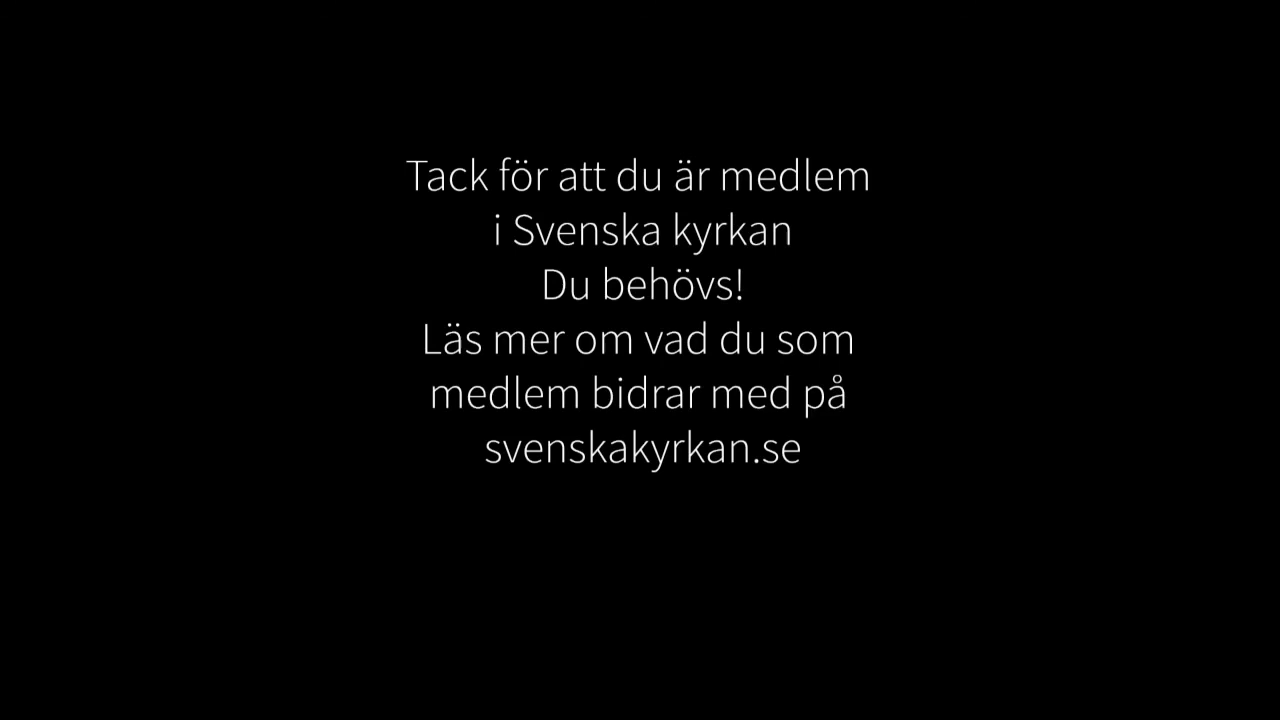 Tack för att du är medlem
i Svenska kyrkan
Du behövs!
Läs mer om vad du som
medlem bidrar med på
svenskakyrkan.se